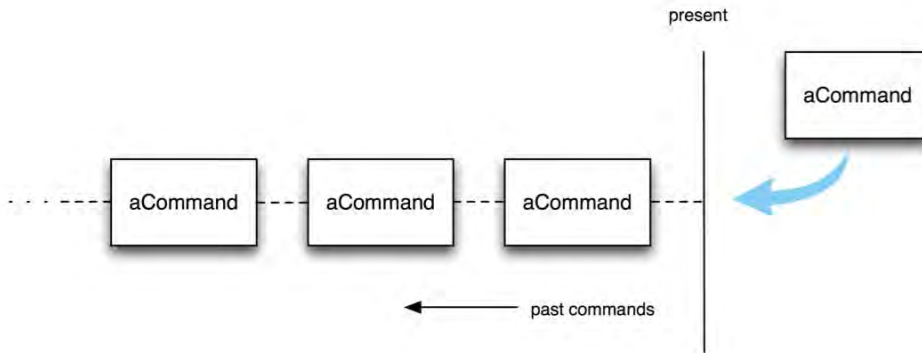 present
aCommand
aCommand
aCommand
aCommand
past commands